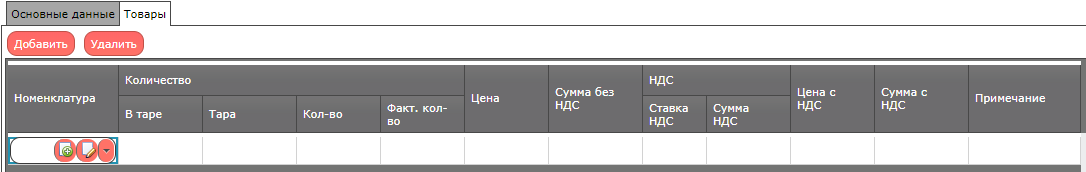 Основные данные Товары
Добавить Удалить
Номенклатура Количество Цена Сумма без НДС НДС Цена с НДС Сумма с НДС Примечание
В таре Тара Кол-во Факт. кол-во Ставка НДС Сумма НДС